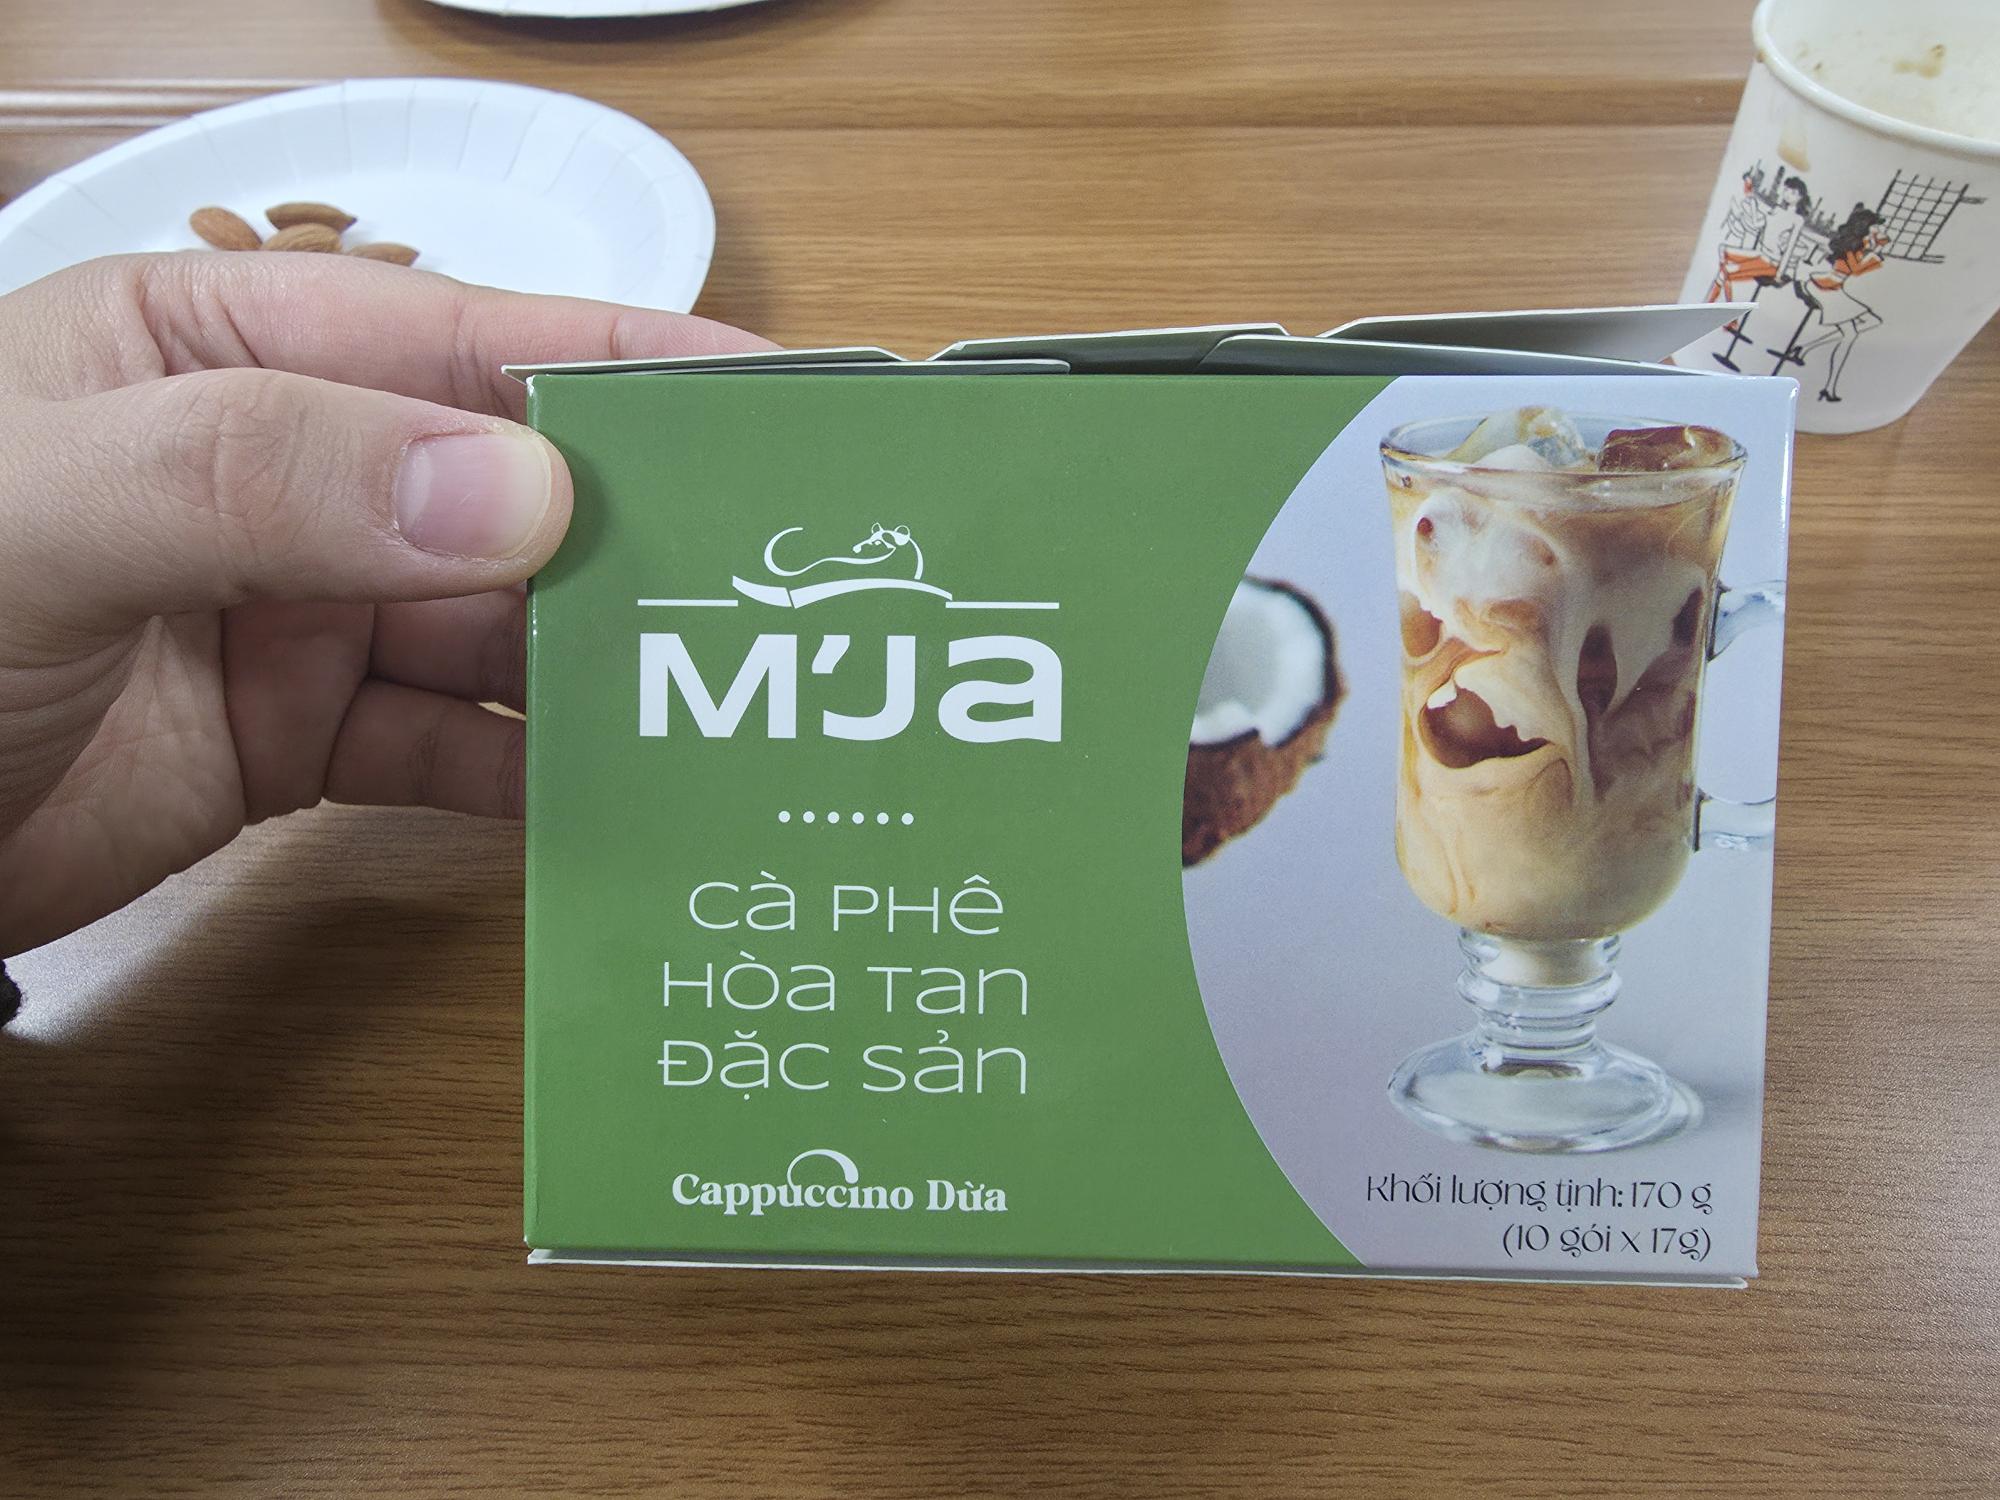 M'Ja
Cà PHê
Hòa Tan
Đặc sản
Cappuccino Dừa
Khối lượng tịnh: 170 g
(10 gói x 17g)